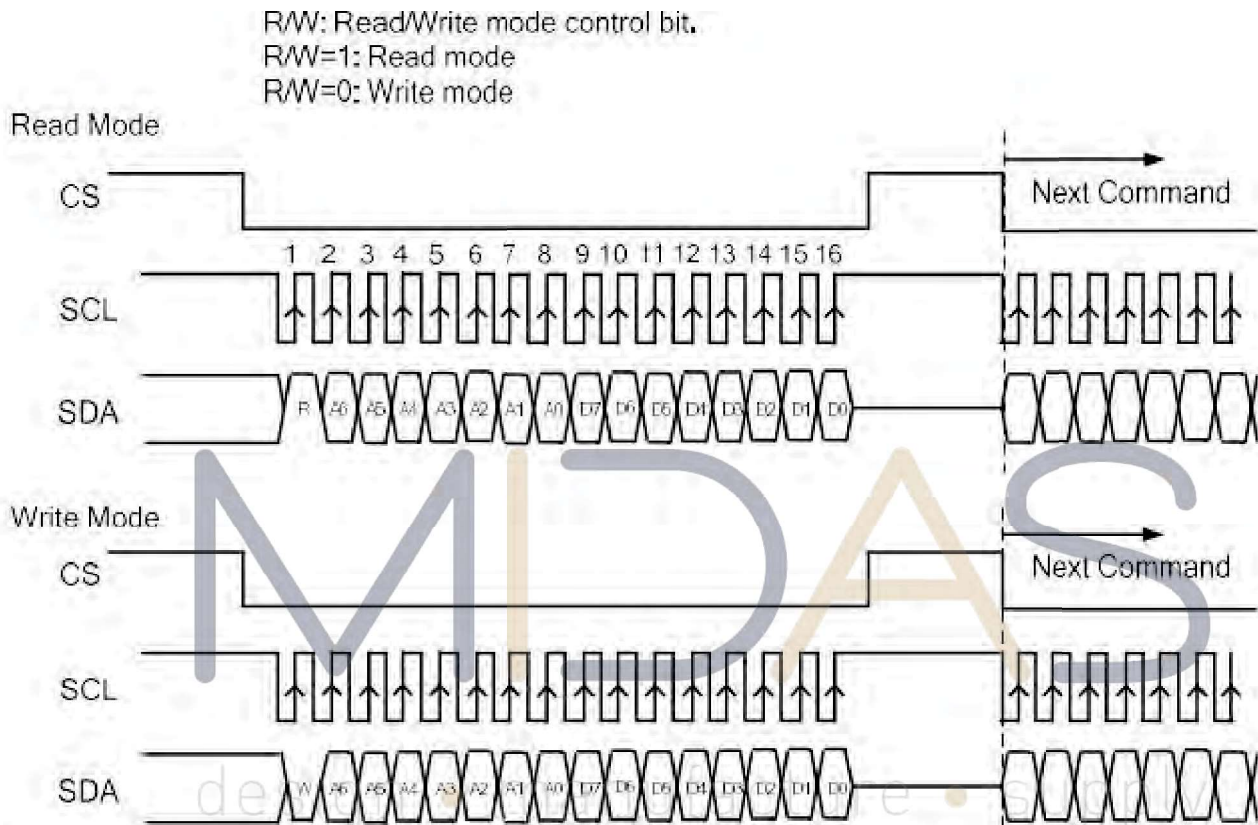 R/W: Read/Write mode control bit.
R/W=1: Read mode
R/W=0: Write mode
Read Mode
CS
Next Command
1 2 3 4 5 6 7 8 9 10 11 12 13 14 15 16
SCL
SDA
R A6 A5 A4 A3 A2 A1 A0 D7 D6 D5 D4 D3 D2 D1 D0
MIDAS
Write Mode
CS
Next Command
SCL
SDA
W A6 A5 A4 A3 A2 A1 A0 D7 D6 D5 D4 D3 D2 D1 D0
design • manufacture • supply